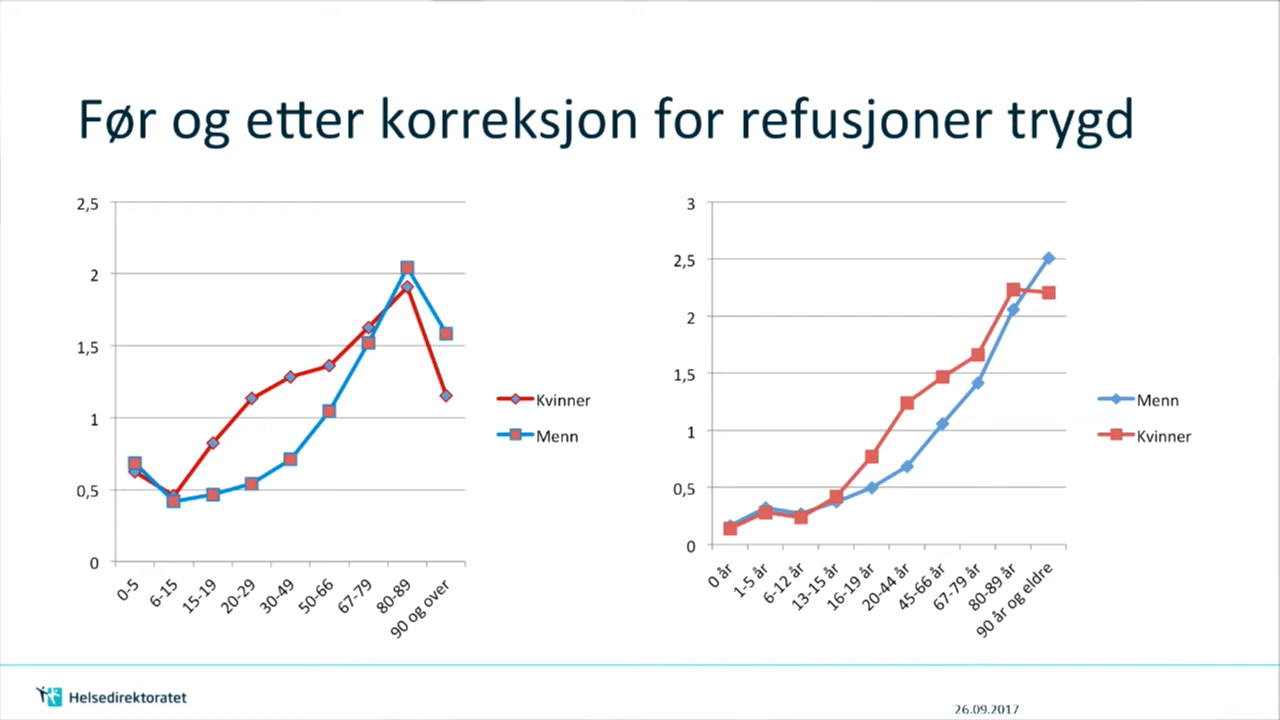 Før og etter korreksjon for refusjoner trygd
2,5
2
1,5
1
0,5
0
0-5
6-15
15-19
20-29
30-49
50-66
67-79
80-89
90 og over
Kvinner
Menn
3
2,5
2
1,5
1
0,5
0
0 år
1-5 år
6-12 år
13-15 år
16-19 år
20-44 år
45-66 år
67-79 år
80-89 år
90 år og eldre
Menn
Kvinner
Helsedirektoratet
26.09.2017